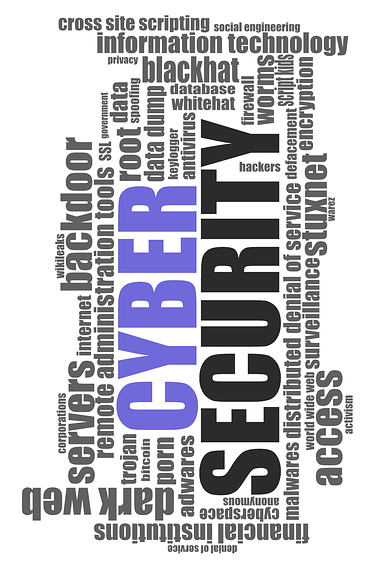 cross site scripting
social engineering
information technology
privacy
blackhat
database
whitehat
firewall
worms
Script kids
encryption
government
SSL
root
data
spoofing
data dump
keylogger
antivirus
hackers
defacement
stuxnet
warez
wikileaks
backdoor
internet
remote administration tools
CYBER
SECURITY
distributed denial of service
surveillance
corporations
servers
trojan
bitcoin
porn
adwares
malwares
world wide web
access
activism
dark web
anonymous
cyberspace
financial institutions
denial of service